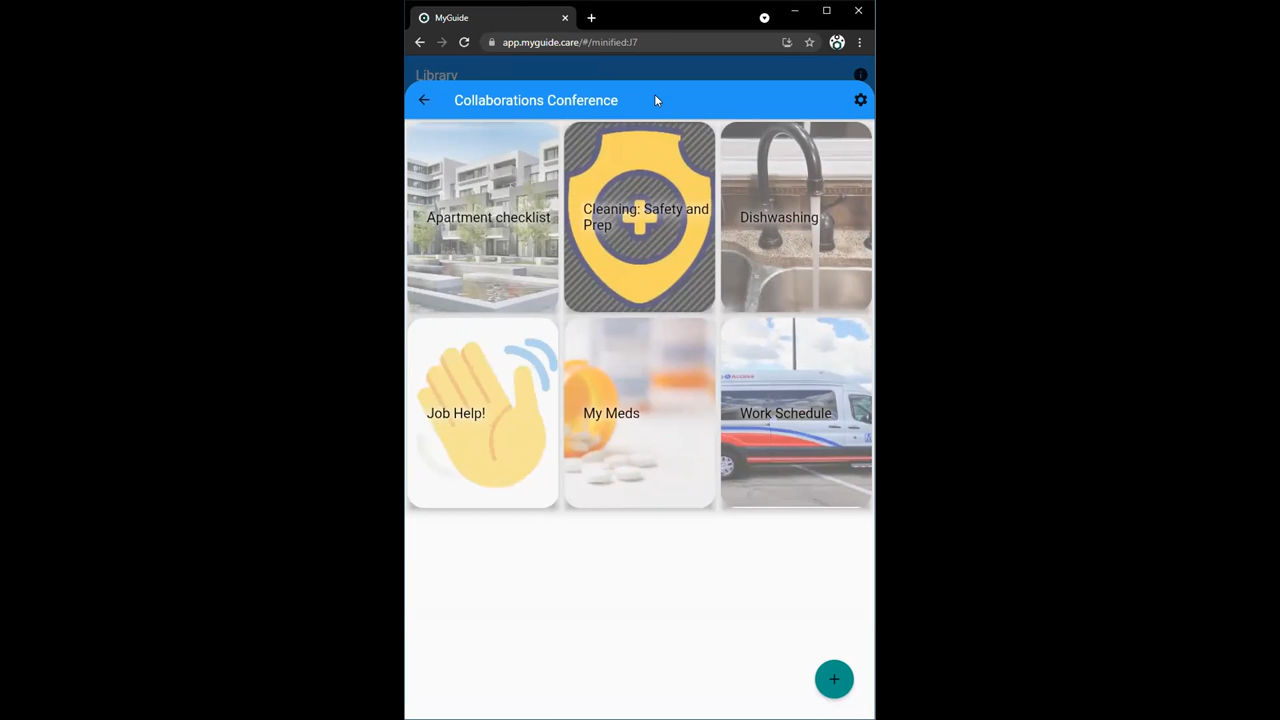 MyGuide
app.myguide.care/#/minified:J7
Library
Collaborations Conference
Apartment checklist
Cleaning: Safety and
Prep
Dishwashing
Job Help!
My Meds
Work Schedule